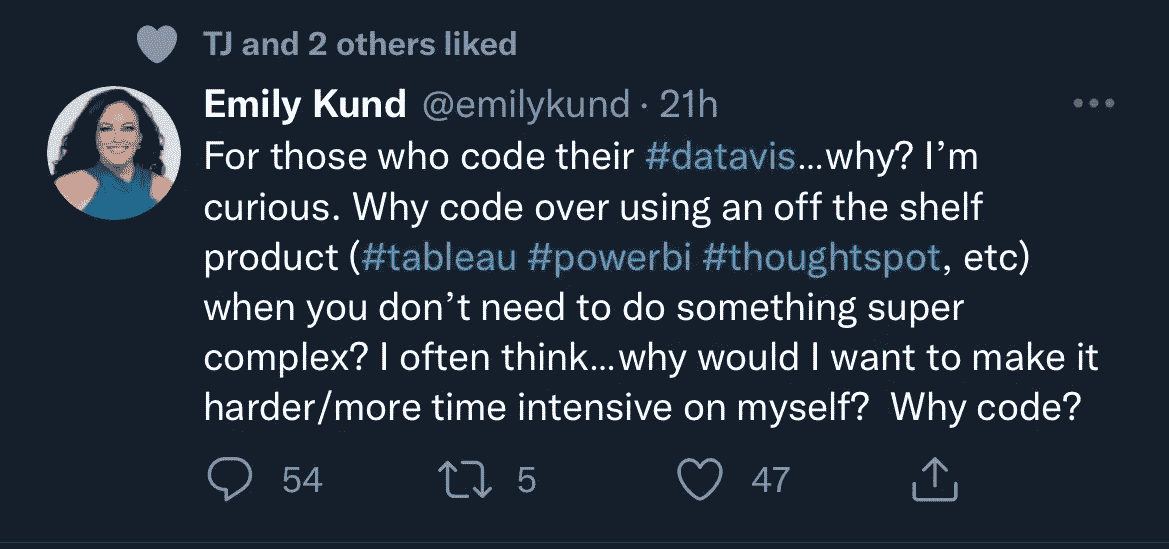 TJ and 2 others liked
Emily Kund @emilykund · 21h
For those who code their #datavis...why? I’m
curious. Why code over using an off the shelf
product (#tableau #powerbi #thoughtspot, etc)
when you don’t need to do something super
complex? I often think...why would I want to make it
harder/more time intensive on myself?  Why code?
54 5 47